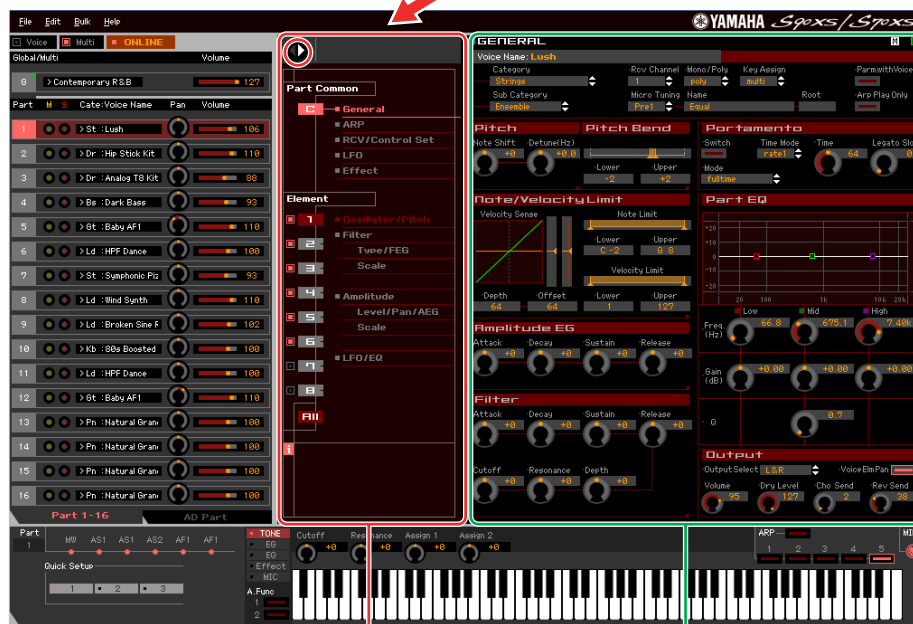 File Edit Bulk Help
YAMAHA S90XS/S70XS
Voice Multi ONLINE
Global/Multi Volume
G >Contemporary R&B 127
Part M S Cate:Voice Name Pan Volume
1 >St :Lush 106
2 >Dr :Hip Stick Kit 110
3 >Dr :Analog T8 Kit 88
4 >Bs :Dark Bass 93
5 >Gt :Baby AF1 110
6 >Ld :HPF Dance 100
7 >St :Symphonic Piz 93
8 >Ld :Wind Synth 110
9 >Ld :Broken Sine 102
10 >Kb :80s Boosted 100
11 >Ld :HPF Dance 100
12 >Gt :Baby AF1 110
13 >Pn :Natural Gran 100
14 >Pn :Natural Gran 100
15 >Pn :Natural Gran 100
16 >Pn :Natural Gran 100
Part 1-16 AD Part
Part Common
C General
ARP
RCV/Control Set
LFO
Effect
Element
1 Oscillator/Pitch
2 Filter
Type/FEG
3 Scale
4 Amplitude
5 Level/Pan/AEG
Scale
6
7 LFO/EQ
8
All
i
GENERAL
Voice Name: Lush
Category Rcv Channel Mono/Poly Key Assign ParmwithVoice
Strings 1 poly multi
Sub Category Micro Tuning Name Root Arp Play Only
Ensemble Pre1 Equal
Pitch Pitch Bend Portamento
Note Shift Detune(Hz) Switch Time Mode Time Legato Slo
+0 +0.0 rate1 64 0
Lower Upper Mode
-2 +2 fulltime
Note/Velocity Limit Part EQ
Velocity Sense Note Limit
+20
+10
Lower Upper
C -2 G 8
0
-10
Velocity Limit
-20
Depth Offset Lower Upper
64 64 1 127
20 100 1k 10k 20k
Low Mid High
Freq. (Hz) 66.8 675.1 7.40k
Amplitude EG
Attack Decay Sustain Release
+0 +0 +0 +0
Gain (dB) +0.00 +0.00 +0.00
Filter
Attack Decay Sustain Release
+0 +0 +0 +0
Q 0.7
Cutoff Resonance Depth
+0 +0 +0
Output
Output Select L&R Voice Elm Pan
Volume Dry Level Cho Send Rev Send
95 127 2 38
Part MW AS1 AS1 AS2 AF1 AF1
1
Quick Setup
1 2 3
TONE
EG
EQ
Effect
MIC
A.Func
1
2
Cutoff Resonance Assign 1 Assign 2
+0 +0 +0 +0
ARP
1 2 3 4 5